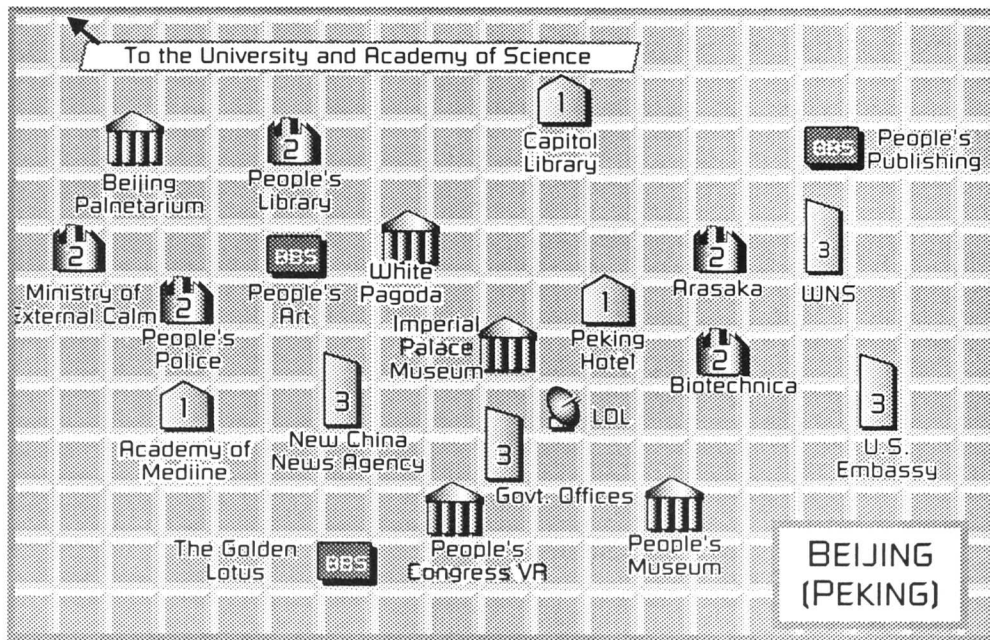 To the University and Academy of Science
1
Capitol
Library
Beijing
Palnetarium
2
People's
Library
BBS
People's
Publishing
2
Ministry of
External Calm
BBS
People's
Art
White
Pagoda
2
Arasaka
3
WNS
2
People's
Police
Imperial
Palace
Museum
1
Peking
Hotel
2
Biotechnica
1
Academy of
Mediine
3
New China
News Agency
LDL
3
Govt. Offices
3
U.S.
Embassy
The Golden
Lotus
BBS
People's
Congress VR
People's
Museum
BEIJING
(PEKING)